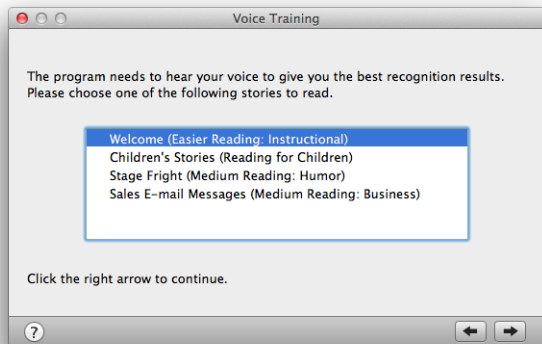 Voice Training
The program needs to hear your voice to give you the best recognition results.
Please choose one of the following stories to read.
Welcome (Easier Reading: Instructional)
Children's Stories (Reading for Children)
Stage Fright (Medium Reading: Humor)
Sales E-mail Messages (Medium Reading: Business)
Click the right arrow to continue.
?